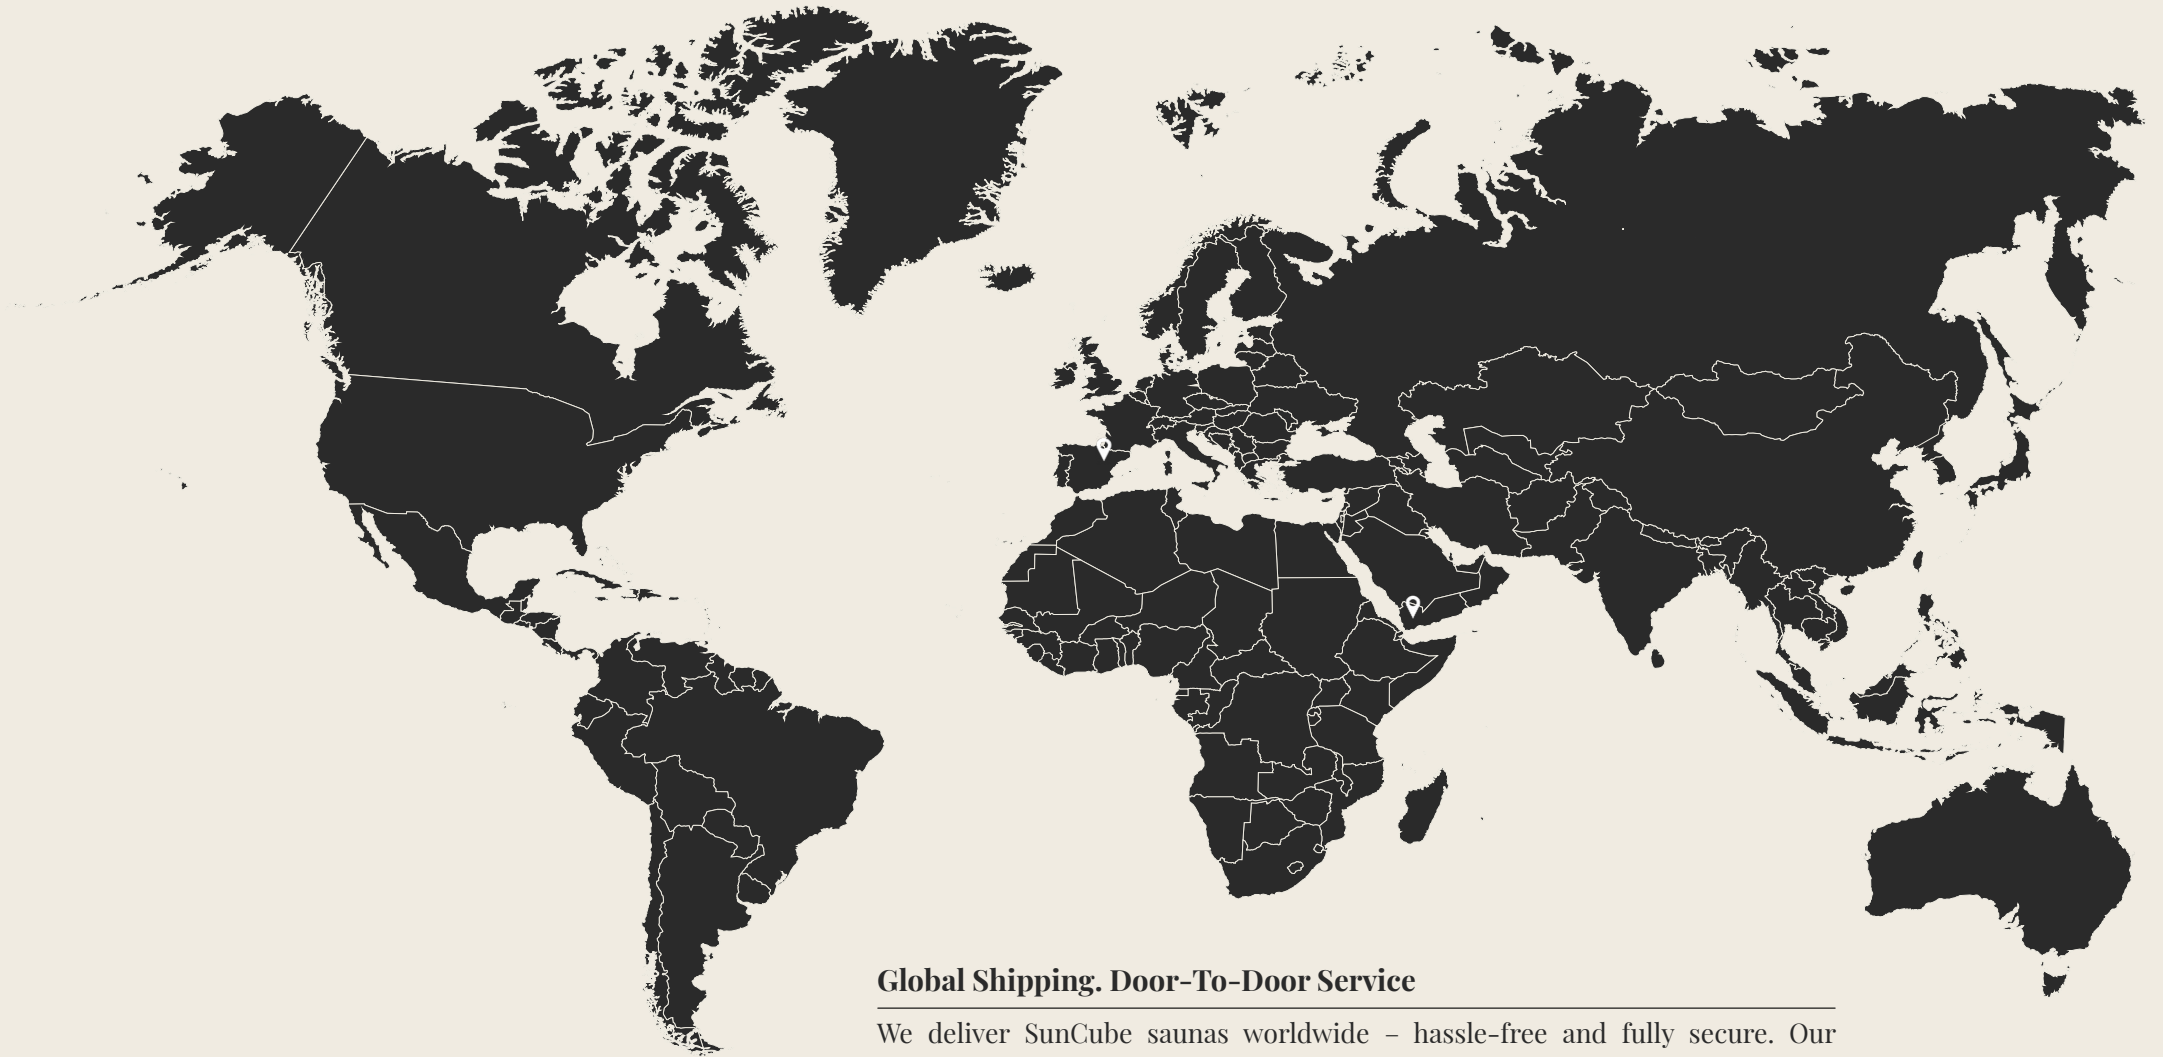 Global Shipping. Door-To-Door Service
We deliver SunCube saunas worldwide – hassle-free and fully secure. Our